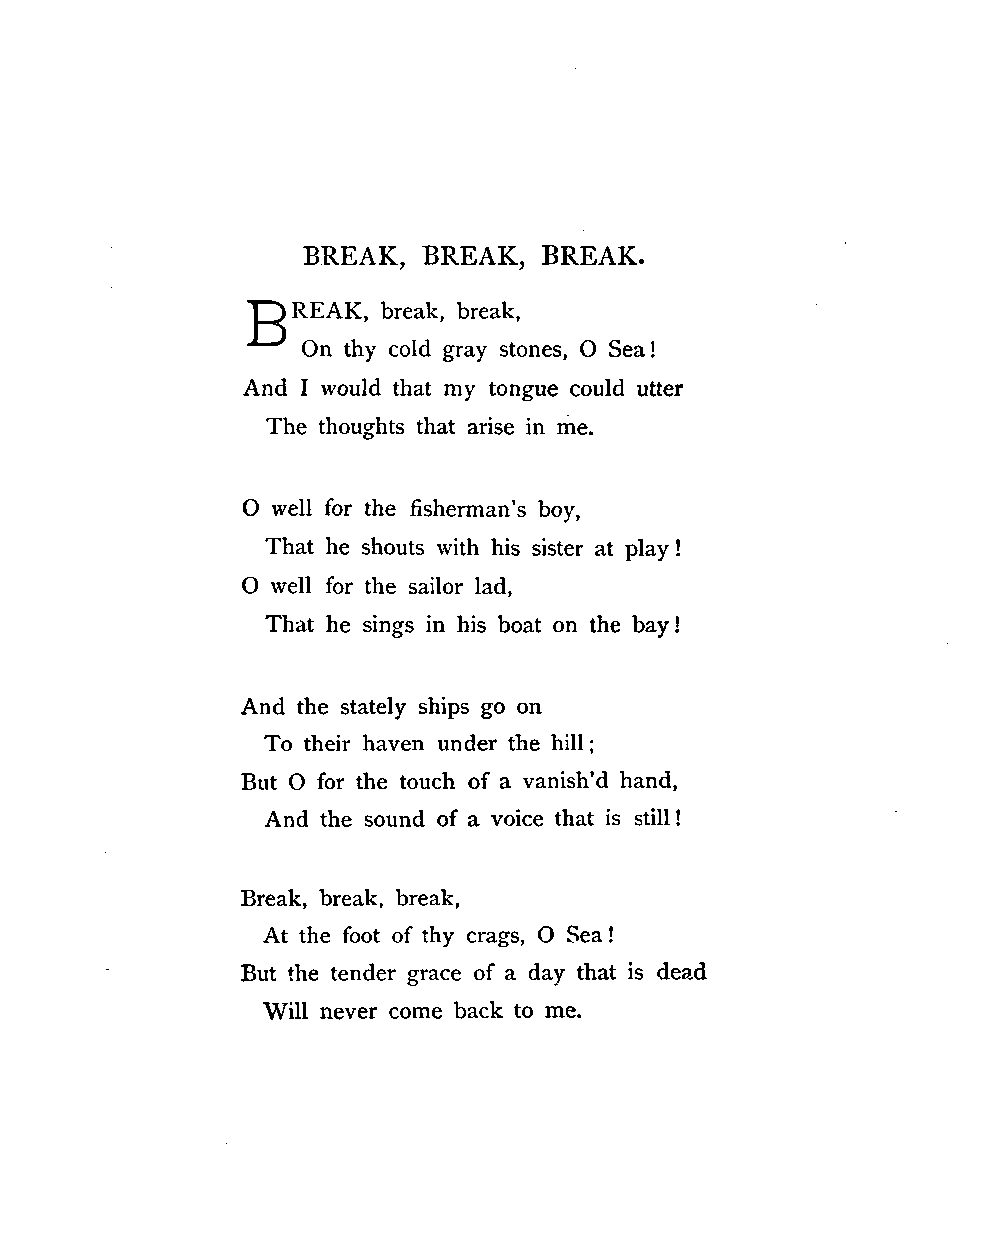 BREAK, BREAK, BREAK.
BREAK, break, break,
On thy cold gray stones, O Sea!
And I would that my tongue could utter
The thoughts that arise in me.
O well for the fisherman's boy,
That he shouts with his sister at play!
O well for the sailor lad,
That he sings in his boat on the bay!
And the stately ships go on
To their haven under the hill;
But O for the touch of a vanish'd hand,
And the sound of a voice that is still!
Break, break, break,
At the foot of thy crags, O Sea!
But the tender grace of a day that is dead
Will never come back to me.